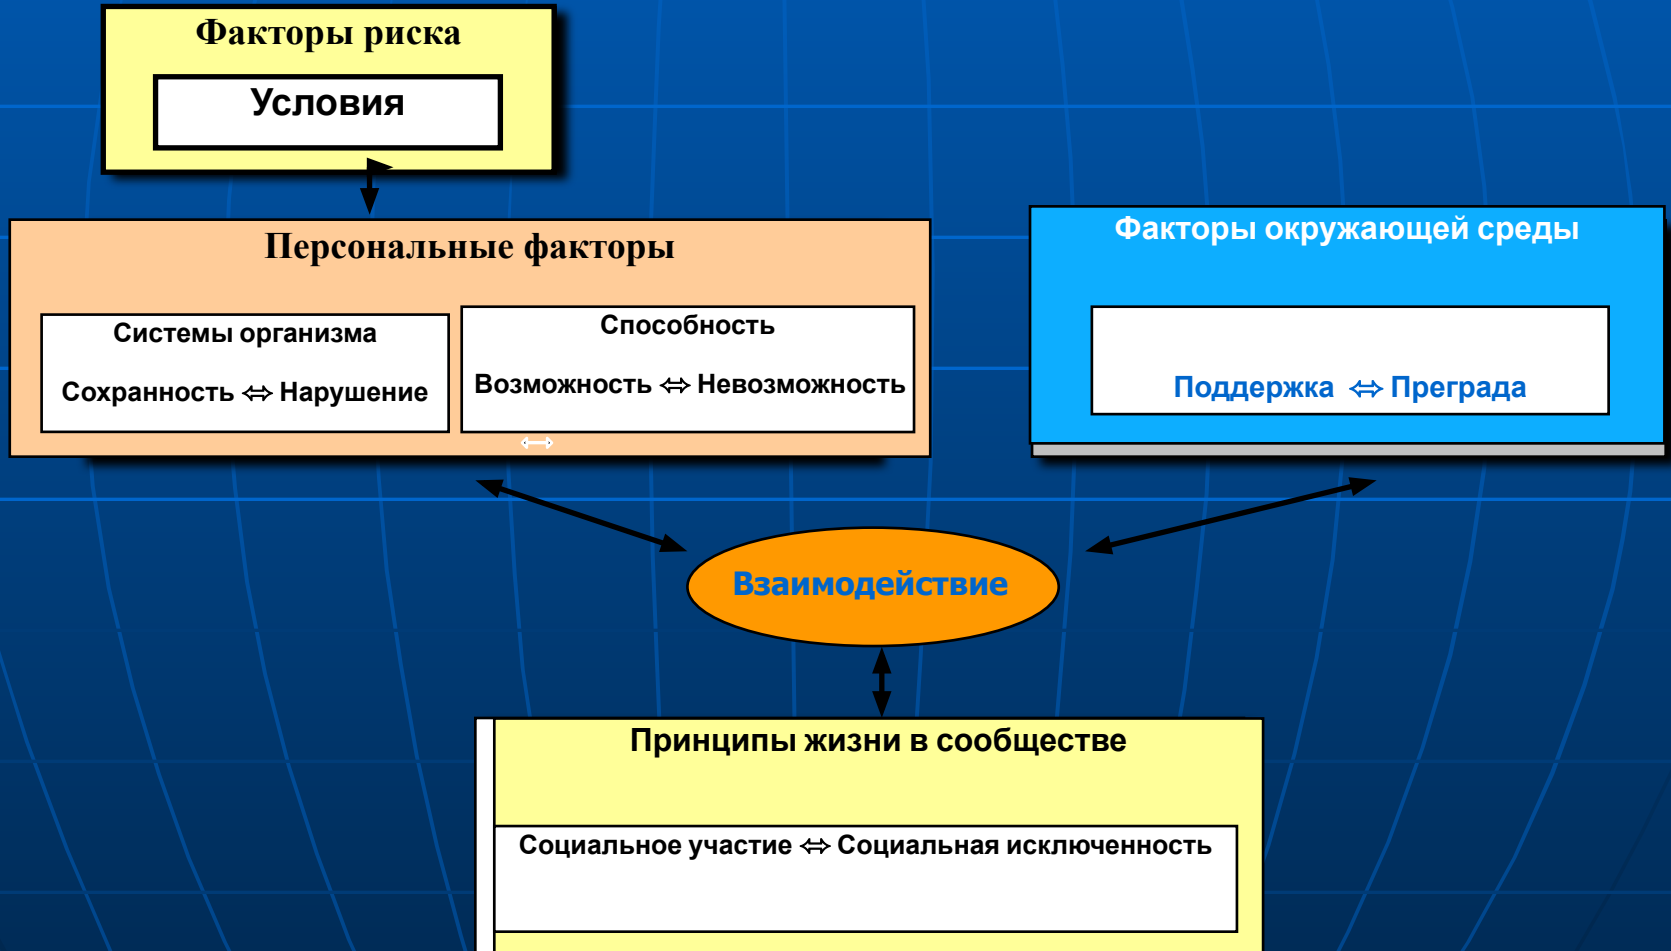 Факторы риска
Условия
Персональные факторы
Системы организма
Сохранность ⇔ Нарушение
Способность
Возможность ⇔ Невозможность
Факторы окружающей среды
Поддержка ⇔ Преграда
Взаимодействие
Принципы жизни в сообществе
Социальное участие ⇔ Социальная исключенность